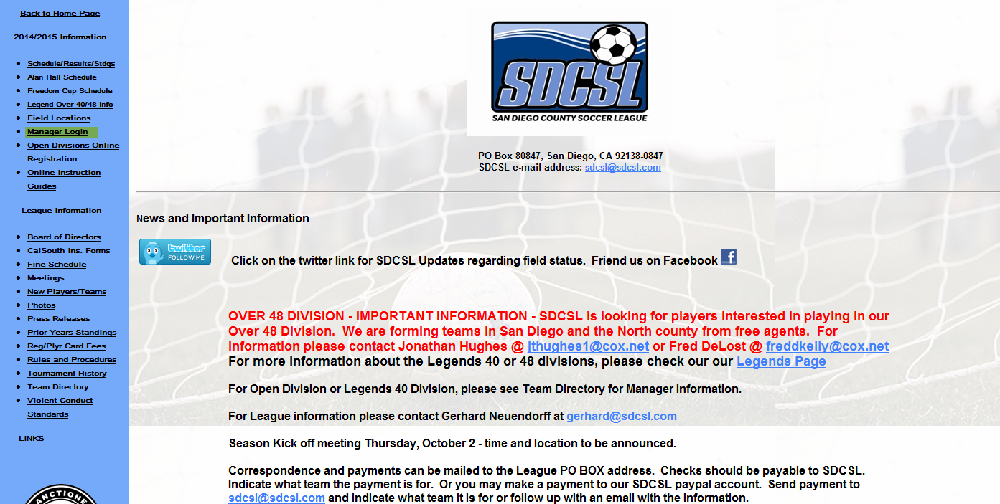 Back to Home Page
2014/2015 Information
Schedule/Results/Stdgs
Alan Hall Schedule
Freedom Cup Schedule
Legend Over 40/48 Info
Field Locations
Manager Login
Open Divisions Online
Registration
Online Instruction
Guides
League Information
Board of Directors
CalSouth Ins. Forms
Fine Schedule
Meetings
New Players/Teams
Photos
Press Releases
Prior Years Standings
Reg/Plyr Card Fees
Rules and Procedures
Tournament History
Team Directory
Violent Conduct
Standards
LINKS
SDCSL
SAN DIEGO COUNTY SOCCER LEAGUE
PO Box 80847, San Diego, CA 92138-0847
SDCSL e-mail address: sdcsl@sdcsl.com
News and Important Information
twitter
FOLLOW ME
Click on the twitter link for SDCSL Updates regarding field status.  Friend us on Facebook f
OVER 48 DIVISION - IMPORTANT INFORMATION - SDCSL is looking for players interested in playing in our
Over 48 Division.  We are forming teams in San Diego and the North county from free agents.  For
information please contact Jonathan Hughes @ jthughes1@cox.net or Fred DeLost @ freddkelly@cox.net
For more information about the Legends 40 or 48 divisions, please check our our Legends Page
For Open Division or Legends 40 Division, please see Team Directory for Manager information.
For League information please contact Gerhard Neuendorff at gerhard@sdcsl.com
Season Kick off meeting Thursday, October 2 - time and location to be announced.
Correspondence and payments can be mailed to the League PO BOX address.  Checks should be payable to SDCSL.
Indicate what team the payment is for.  Or you may make a payment to our SDCSL paypal account.  Send payment to
sdcsl@sdcsl.com and indicate what team it is for or follow up with an email with the information.